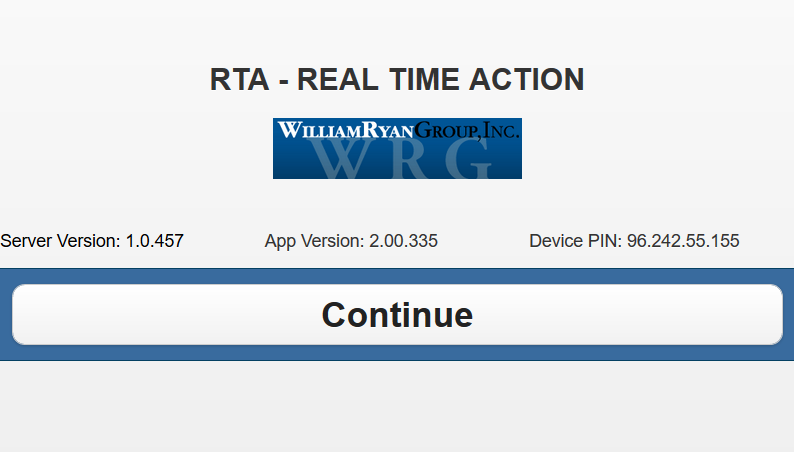 RTA - REAL TIME ACTION
WILLIAMRYANGROUP,INC.
WRG
Server Version: 1.0.457 App Version: 2.00.335 Device PIN: 96.242.55.155
Continue